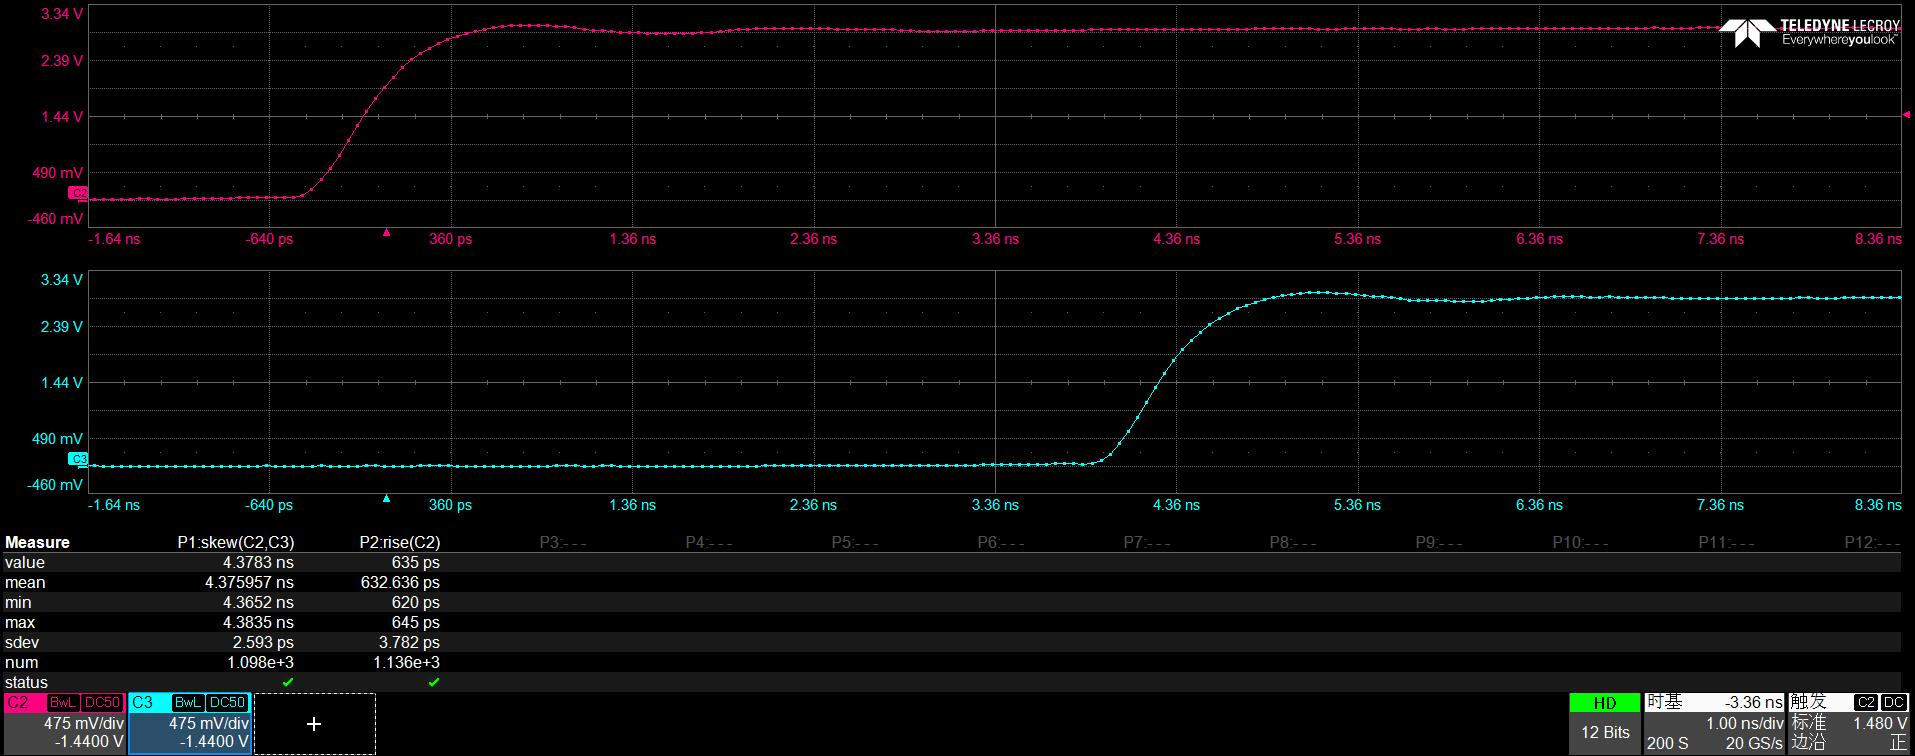 3.34 V
TELEDYNE LECROY
Everywhereyoulook™
2.39 V
1.44 V
490 mV
C2
-460 mV
-1.64 ns -640 ps 360 ps 1.36 ns 2.36 ns 3.36 ns 4.36 ns 5.36 ns 6.36 ns 7.36 ns 8.36 ns
3.34 V
2.39 V
1.44 V
490 mV
C3
-460 mV
-1.64 ns -640 ps 360 ps 1.36 ns 2.36 ns 3.36 ns 4.36 ns 5.36 ns 6.36 ns 7.36 ns 8.36 ns
Measure P1:skew(C2,C3) P2:rise(C2) P3:--- P4:--- P5:--- P6:--- P7:--- P8:--- P9:--- P10:--- P11:--- P12:---
value 4.3783 ns 635 ps
mean 4.375957 ns 632.636 ps
min 4.3652 ns 620 ps
max 4.3835 ns 645 ps
sdev 2.593 ps 3.782 ps
num 1.098e+3 1.136e+3
status ✓ ✓
C2 BwL DC50 C3 BwL DC50 HD 时基 -3.36 ns 触发 C2 DC
475 mV/div 475 mV/div + 12 Bits 1.00 ns/div 标准 1.480 V
-1.4400 V -1.4400 V 200 S 20 GS/s 边沿 正